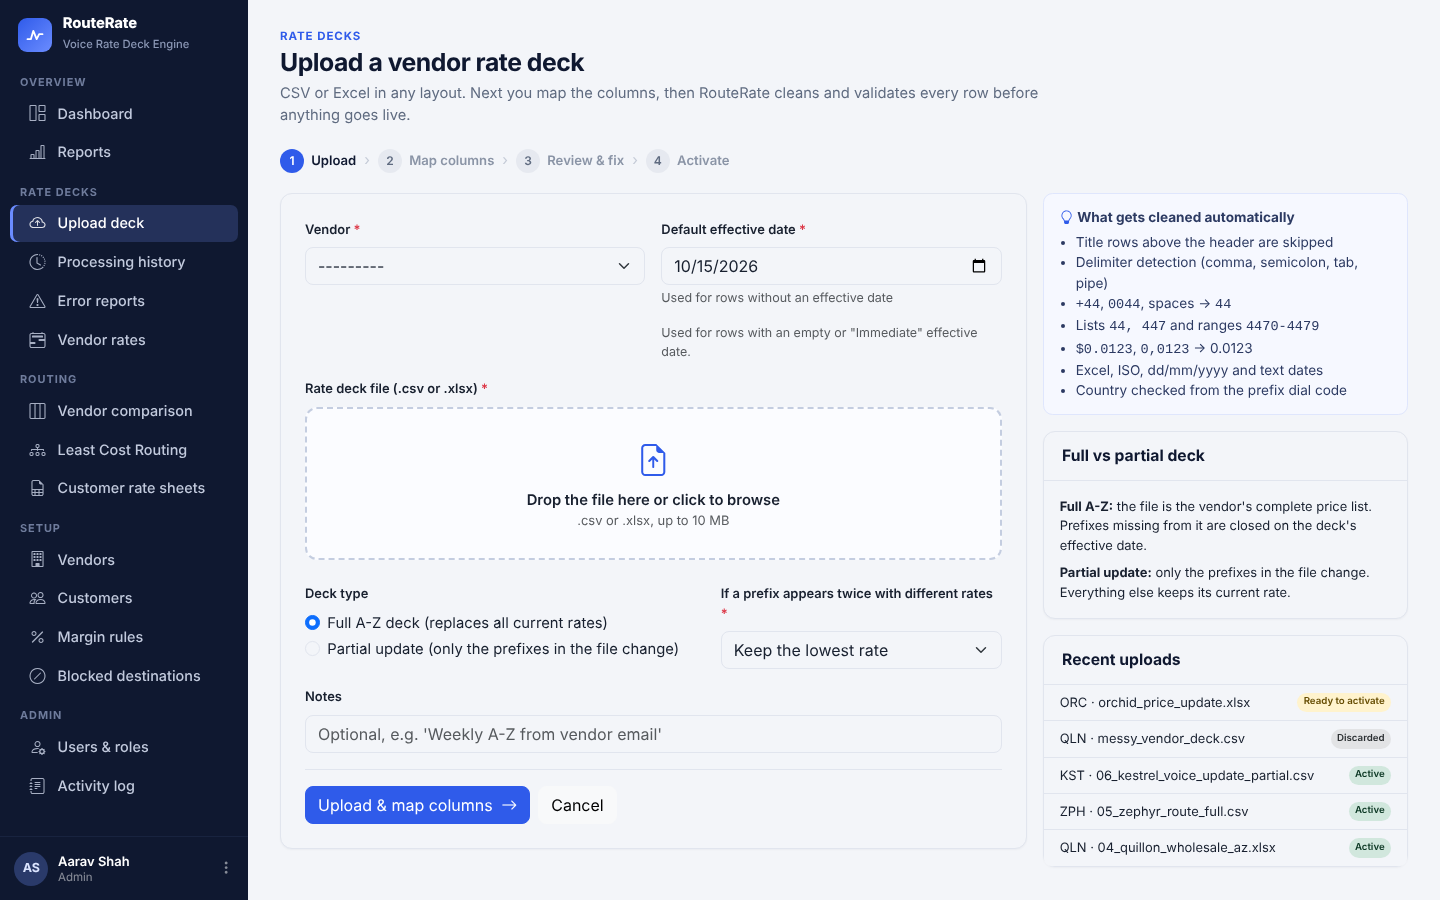 RouteRate
Voice Rate Deck Engine
OVERVIEW
Dashboard
Reports
RATE DECKS
Upload deck
Processing history
Error reports
Vendor rates
ROUTING
Vendor comparison
Least Cost Routing
Customer rate sheets
SETUP
Vendors
Customers
Margin rules
Blocked destinations
ADMIN
Users & roles
Activity log
AS
Aarav Shah
Admin
RATE DECKS
Upload a vendor rate deck
CSV or Excel in any layout. Next you map the columns, then RouteRate cleans and validates every row before
anything goes live.
1 Upload › 2 Map columns › 3 Review & fix › 4 Activate
Vendor *
---------
Default effective date *
10/15/2026
Used for rows without an effective date
Used for rows with an empty or "Immediate" effective
date.
Rate deck file (.csv or .xlsx) *
Drop the file here or click to browse
.csv or .xlsx, up to 10 MB
Deck type
Full A-Z deck (replaces all current rates)
Partial update (only the prefixes in the file change)
If a prefix appears twice with different rates
*
Keep the lowest rate
Notes
Optional, e.g. 'Weekly A-Z from vendor email'
Upload & map columns →
Cancel
What gets cleaned automatically
• Title rows above the header are skipped
• Delimiter detection (comma, semicolon, tab,
pipe)
• +44, 0044, spaces → 44
• Lists 44, 447 and ranges 4470-4479
• $0.0123, 0,0123 → 0.0123
• Excel, ISO, dd/mm/yyyy and text dates
• Country checked from the prefix dial code
Full vs partial deck
Full A-Z: the file is the vendor's complete price list.
Prefixes missing from it are closed on the deck's
effective date.
Partial update: only the prefixes in the file change.
Everything else keeps its current rate.
Recent uploads
ORC · orchid_price_update.xlsx Ready to activate
QLN · messy_vendor_deck.csv Discarded
KST · 06_kestrel_voice_update_partial.csv Active
ZPH · 05_zephyr_route_full.csv Active
QLN · 04_quillon_wholesale_az.xlsx Active